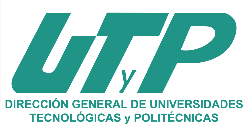 UTyP
DIRECCIÓN GENERAL DE UNIVERSIDADES
TECNOLÓGICAS y POLITÉCNICAS